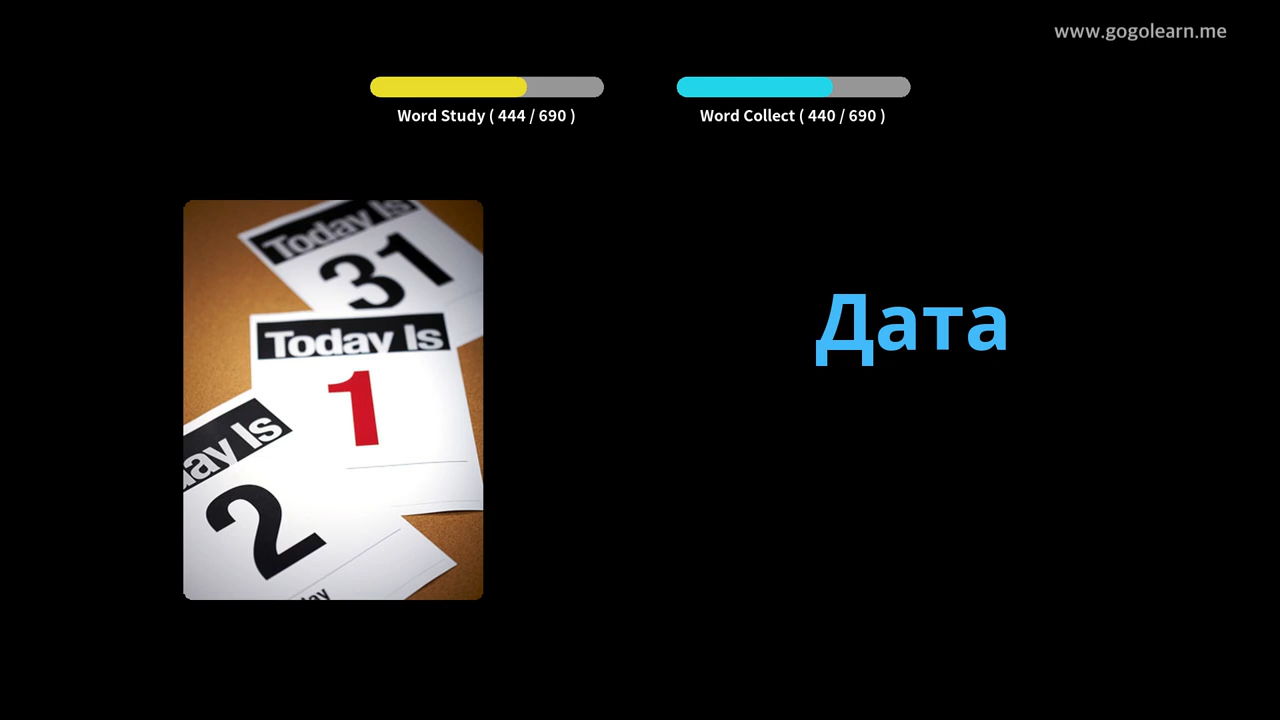 www.gogolearn.me
Word Study ( 444 / 690 )
Word Collect ( 440 / 690 )
Today Is
31
Today Is
1
ay Is
2
ay
Дата